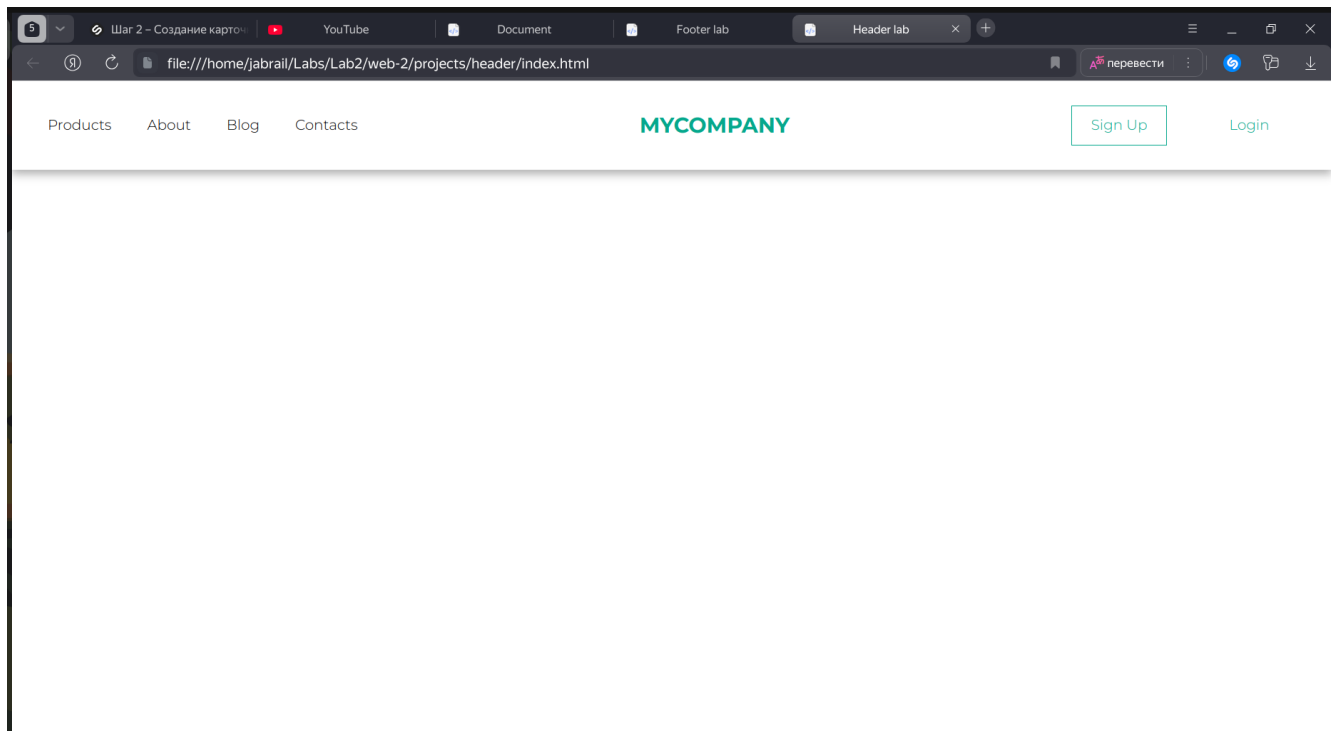 5 Шаг 2 – Создание карточ YouTube Document Footer lab Header lab
Я file:///home/jabrail/Labs/Lab2/web-2/projects/header/index.html перевести
Products About Blog Contacts MYCOMPANY Sign Up Login